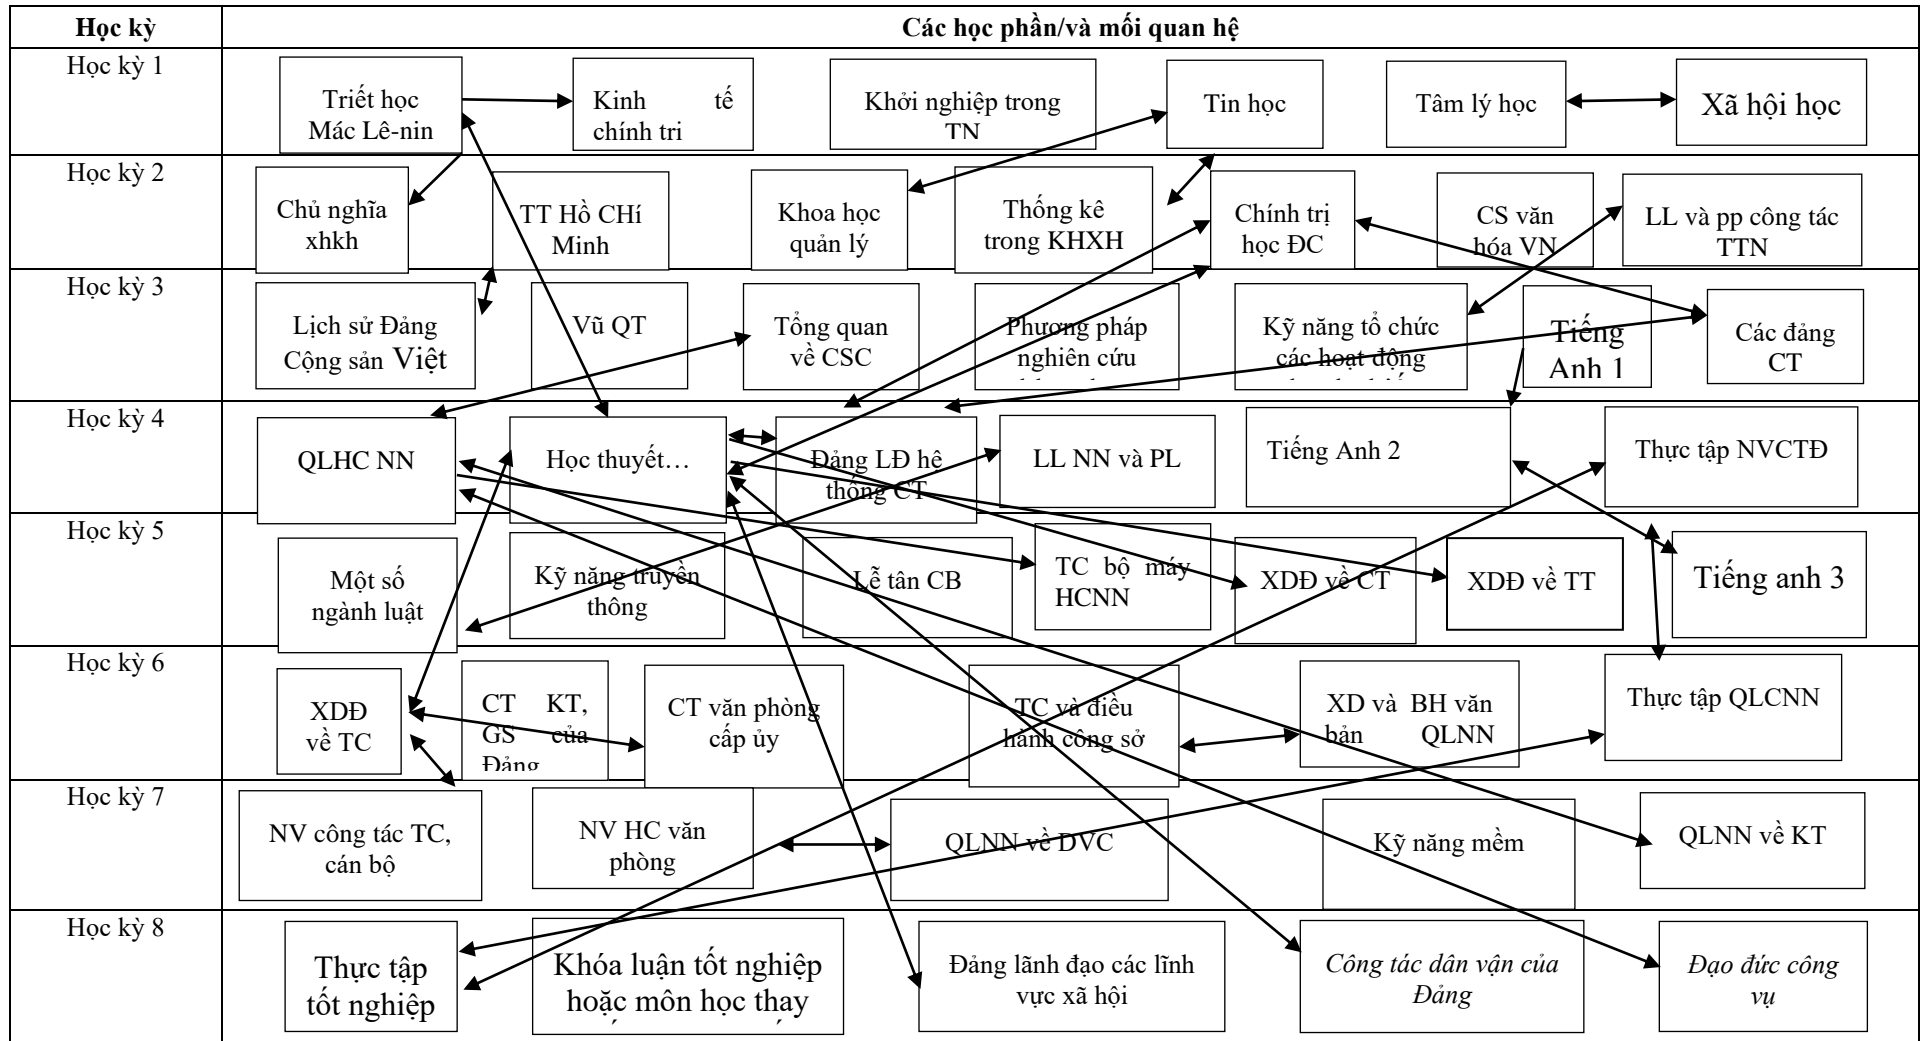 Học kỳ
Các học phần/và mối quan hệ
Học kỳ 1
Triết học
Mác Lê-nin
Kinh tế
chính trị
Khởi nghiệp trong
TN
Tin học
Tâm lý học
Xã hội học
Học kỳ 2
Chủ nghĩa
xhkh
TT Hồ CHí
Minh
Khoa học
quản lý
Thống kê
trong KHXH
Chính trị
học ĐC
CS văn
hóa VN
LL và pp công tác
TTN
Học kỳ 3
Lịch sử Đảng
Cộng sản Việt
Vũ QT
Tổng quan
về CSC
Phương pháp
nghiên cứu
Kỹ năng tổ chức
các hoạt động
Tiếng
Anh 1
Các đảng
CT
Học kỳ 4
QLHC NN
Học thuyết…
Đảng LĐ hệ
thống CT
LL NN và PL
Tiếng Anh 2
Thực tập NVCTĐ
Học kỳ 5
Một số
ngành luật
Kỹ năng truyền
thông
Lễ tân CB
TC bộ máy
HCNN
XDĐ về CT
XDĐ về TT
Tiếng anh 3
Học kỳ 6
XDĐ
về TC
CT KT,
GS của
Đảng
CT văn phòng
cấp ủy
TC và điều
hành công sở
XD và BH văn
bản QLNN
Thực tập QLCNN
Học kỳ 7
NV công tác TC,
cán bộ
NV HC văn
phòng
QLNN về DVC
Kỹ năng mềm
QLNN về KT
Học kỳ 8
Thực tập
tốt nghiệp
Khóa luận tốt nghiệp
hoặc môn học thay
Đảng lãnh đạo các lĩnh
vực xã hội
Công tác dân vận của
Đảng
Đạo đức công
vụ